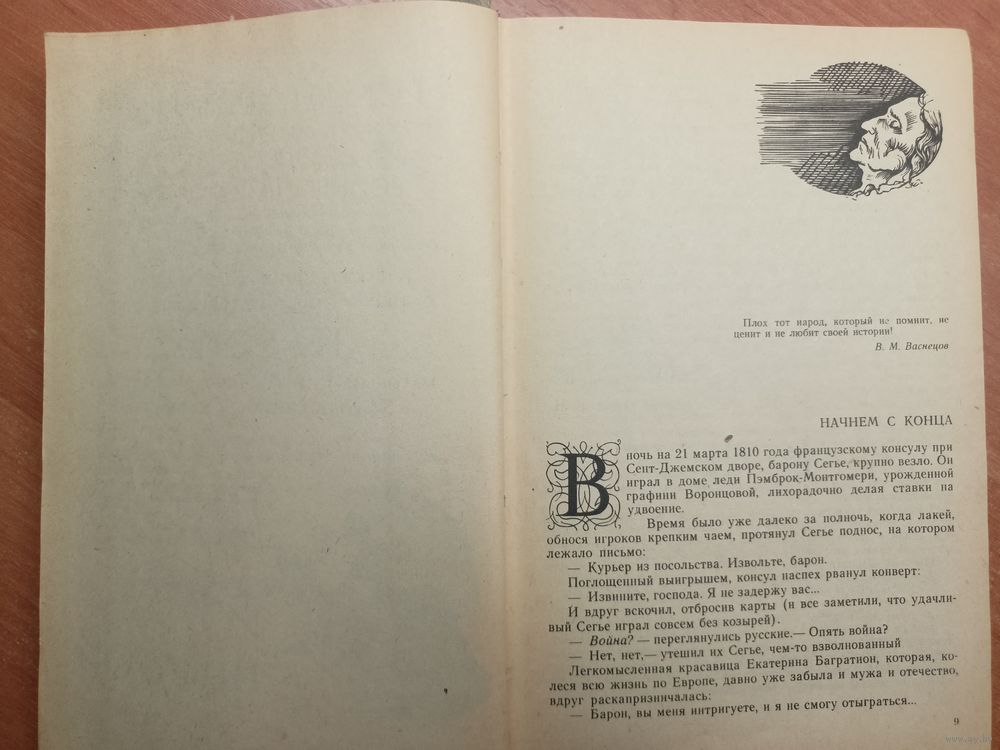 Плох тот народ, который не помнит, не
ценит и не любит своей истории!
В. М. Васнецов
НАЧНЕМ С КОНЦА
В ночь на 21 марта 1810 года французскому консулу при
Сент-Джемском дворе, барону Сегье, крупно везло. Он
играл в доме леди Пэмброк-Монтгомери, урожденной
графини Воронцовой, лихорадочно делая ставки на
удвоение.
Время было уже далеко за полночь, когда лакей,
обнося игроков крепким чаем, протянул Сегье поднос, на котором
лежало письмо:
— Курьер из посольства. Извольте, барон.
Поглощенный выигрышем, консул наспех рванул конверт:
— Извините, господа. Я не задержу вас...
И вдруг вскочил, отбросив карты (и все заметили, что удачли-
вый Сегье играл совсем без козырей).
— Война? — переглянулись русские.— Опять война?
— Нет, нет,— утешил их Сегье, чем-то взволнованный
Легкомысленная красавица Екатерина Багратион, которая, ко-
леся всю жизнь по Европе, давно уже забыла и мужа и отечество,
вдруг раскапризничалась:
— Барон, вы меня интригуете, и я не смогу отыграться...
9